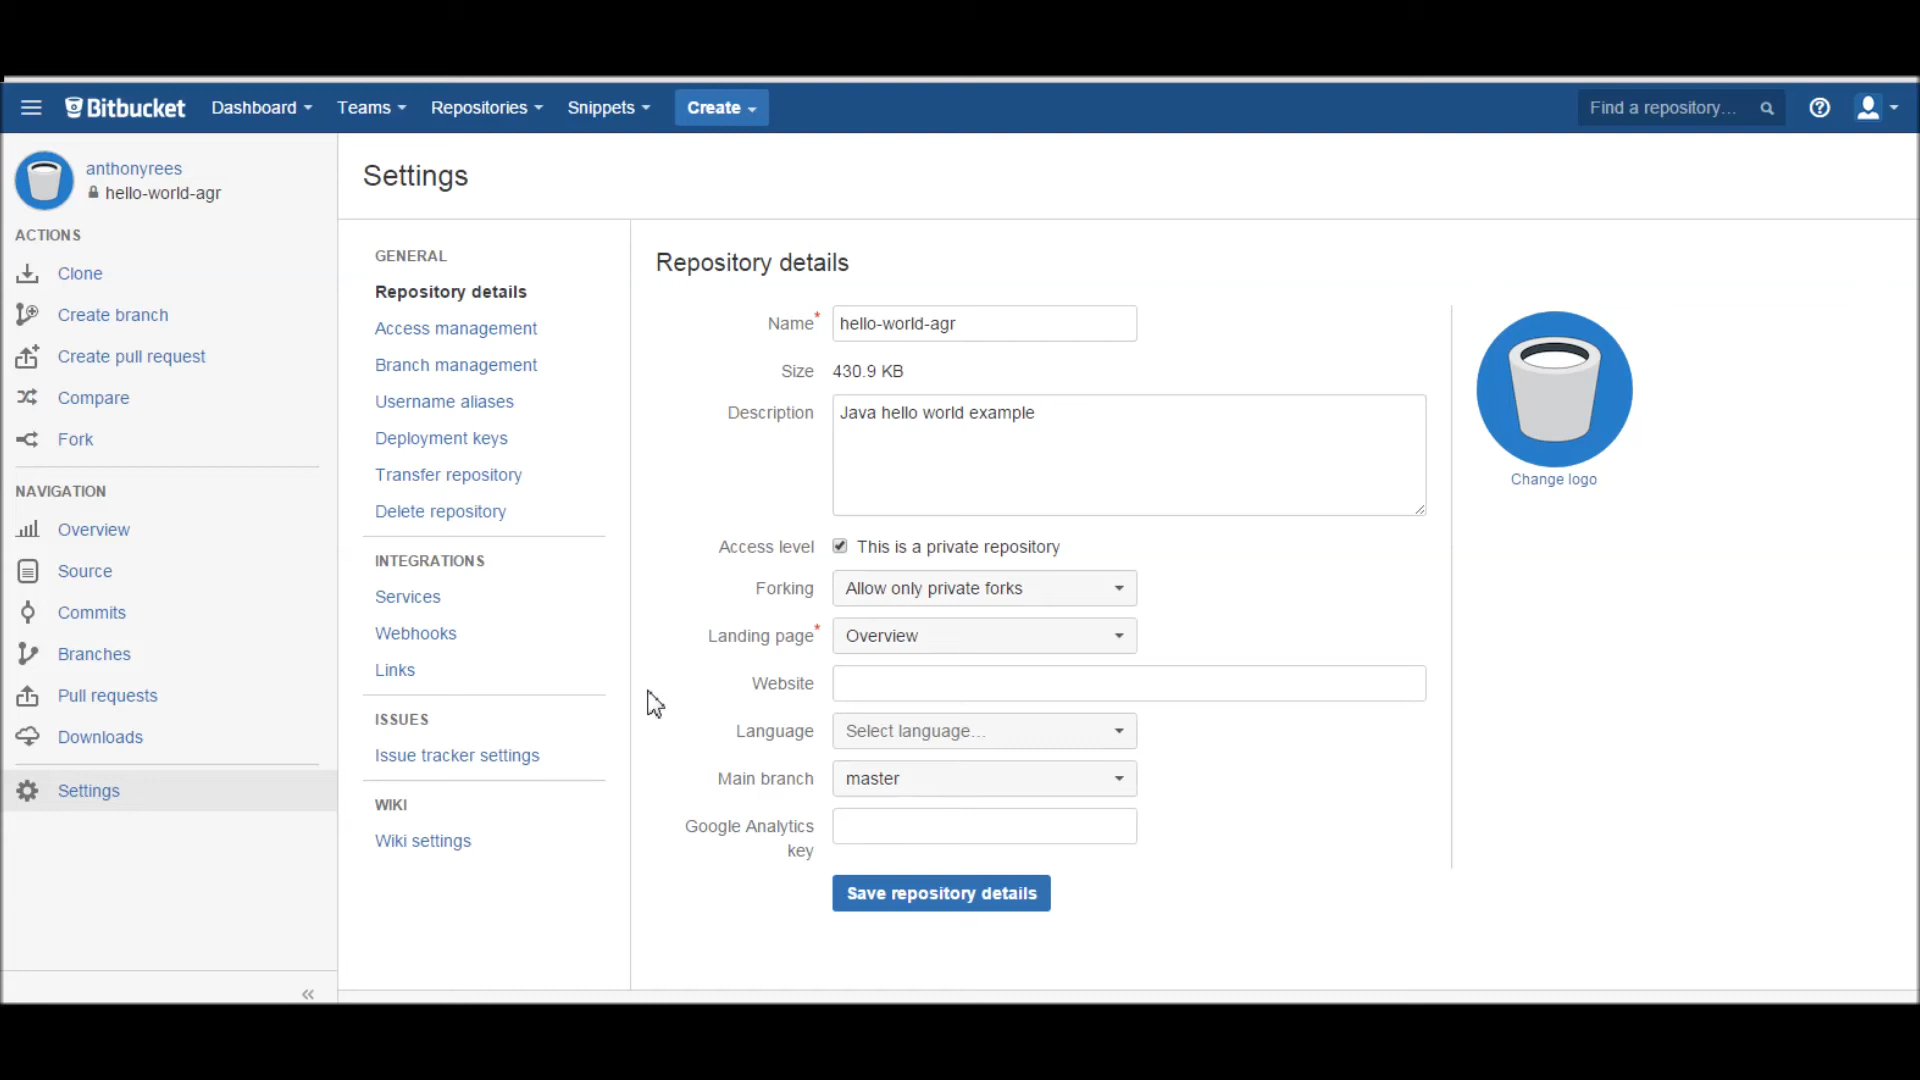 Bitbucket Dashboard Teams Repositories Snippets Create Find a repository...
anthonyrees
hello-world-agr
ACTIONS
Clone
Create branch
Create pull request
Compare
Fork
NAVIGATION
Overview
Source
Commits
Branches
Pull requests
Downloads
Settings
Settings
GENERAL
Repository details
Access management
Branch management
Username aliases
Deployment keys
Transfer repository
Delete repository
INTEGRATIONS
Services
Webhooks
Links
ISSUES
Issue tracker settings
WIKI
Wiki settings
Repository details
Name* hello-world-agr
Size 430.9 KB
Description Java hello world example
Access level This is a private repository
Forking Allow only private forks
Landing page* Overview
Website
Language Select language...
Main branch master
Google Analytics
key
Save repository details
Change logo